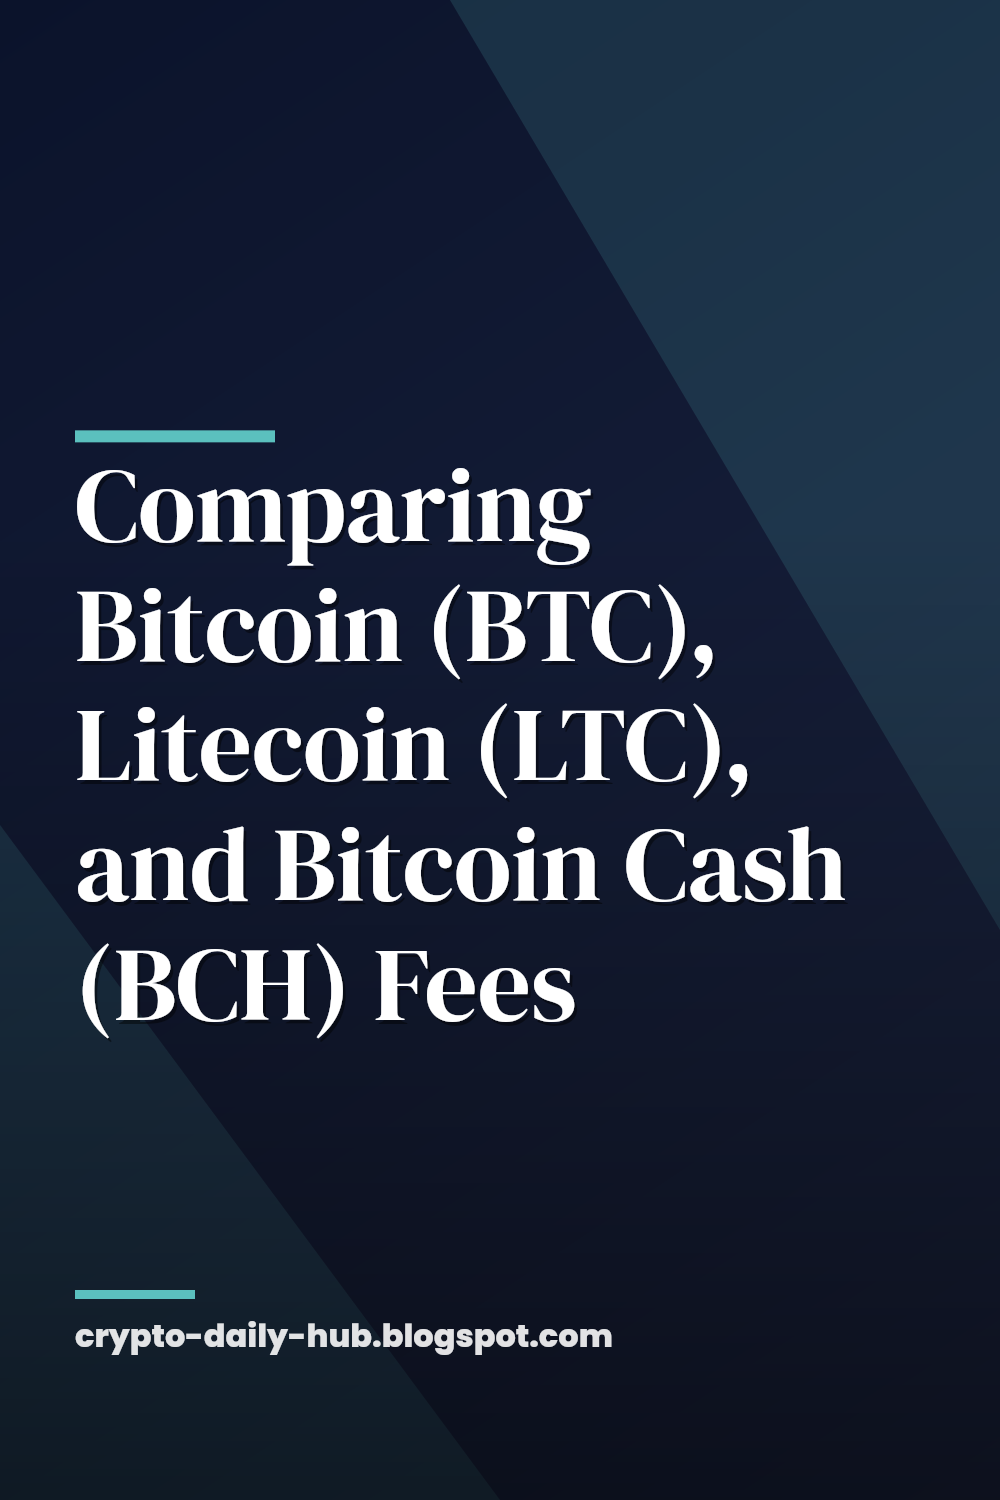 Comparing
Bitcoin (BTC),
Litecoin (LTC),
and Bitcoin Cash
(BCH) Fees
crypto-daily-hub.blogspot.com